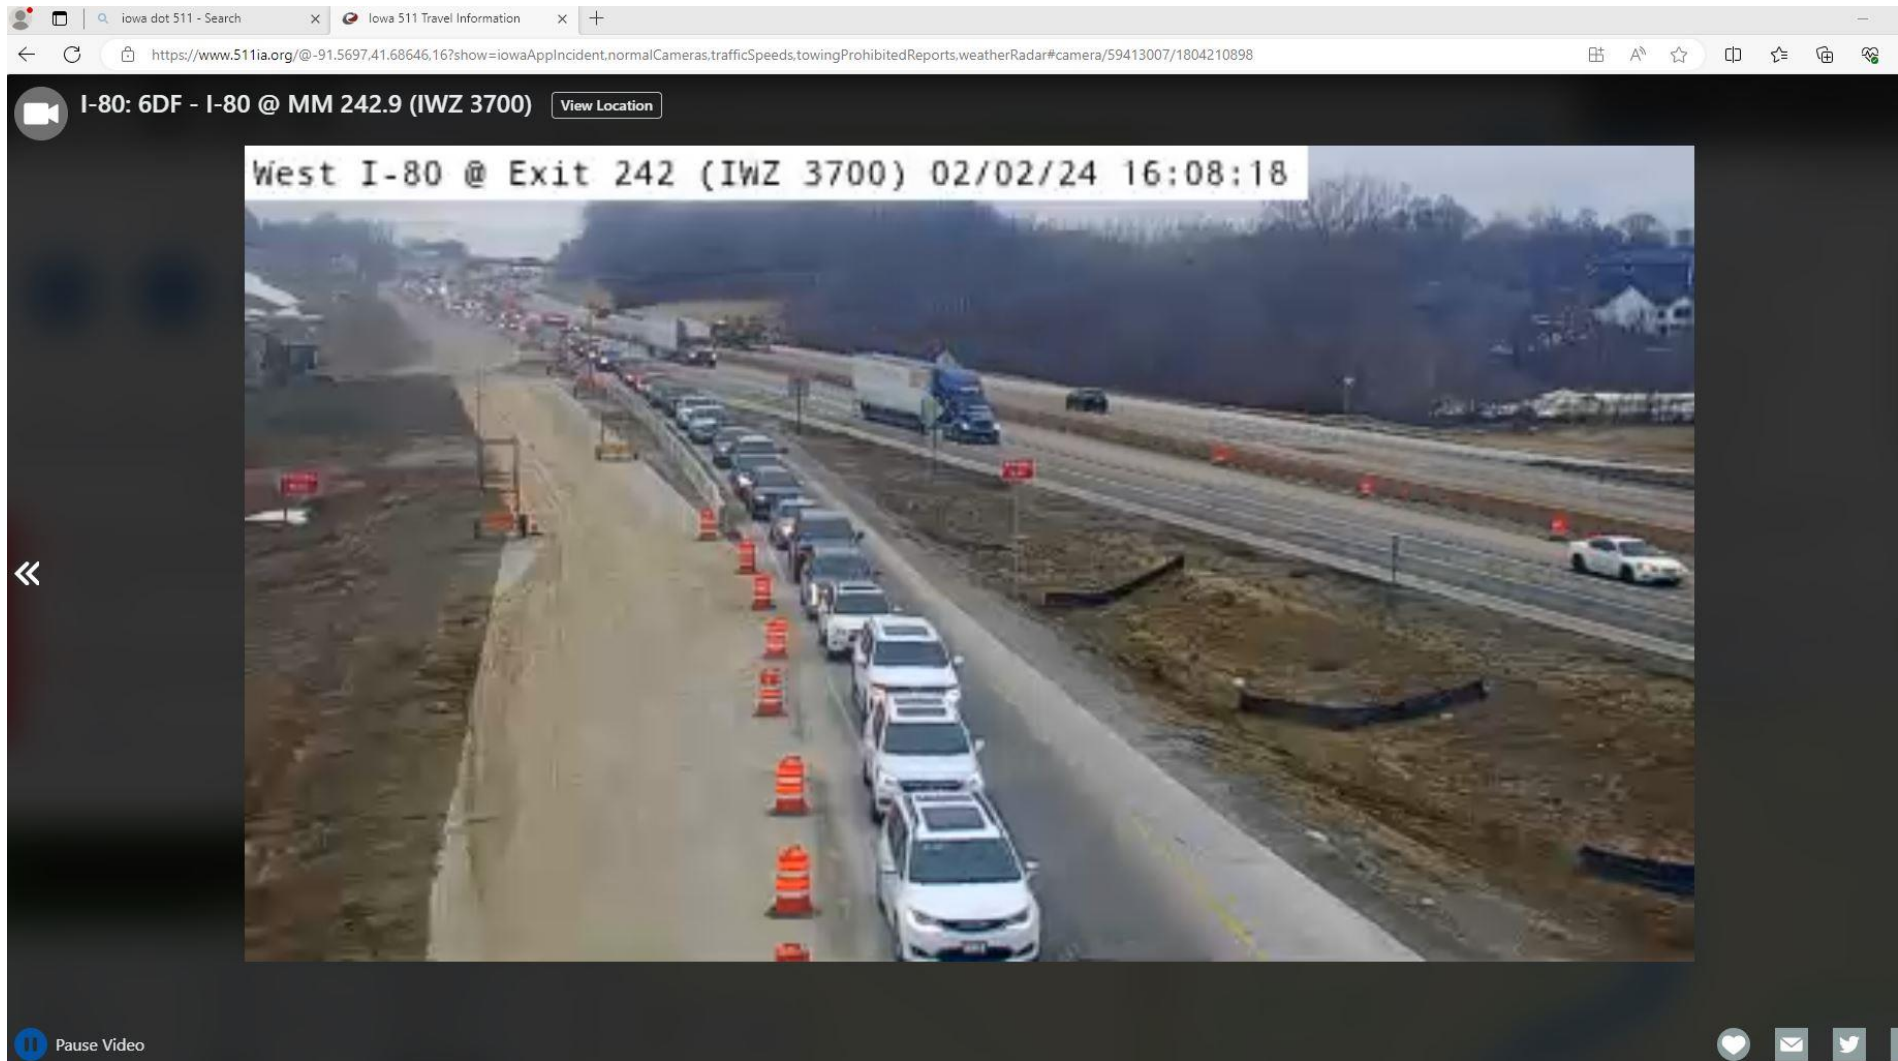 iowa dot 511 - Search
Iowa 511 Travel Information
https://www.511ia.org/@-91.5697,41.68646,16?show=iowaAppIncident,normalCameras,trafficSpeeds,towingProhibitedReports,weatherRadar#camera/59413007/1804210898
I-80: 6DF - I-80 @ MM 242.9 (IWZ 3700)
View Location
West I-80 @ Exit 242 (IWZ 3700) 02/02/24 16:08:18
Pause Video